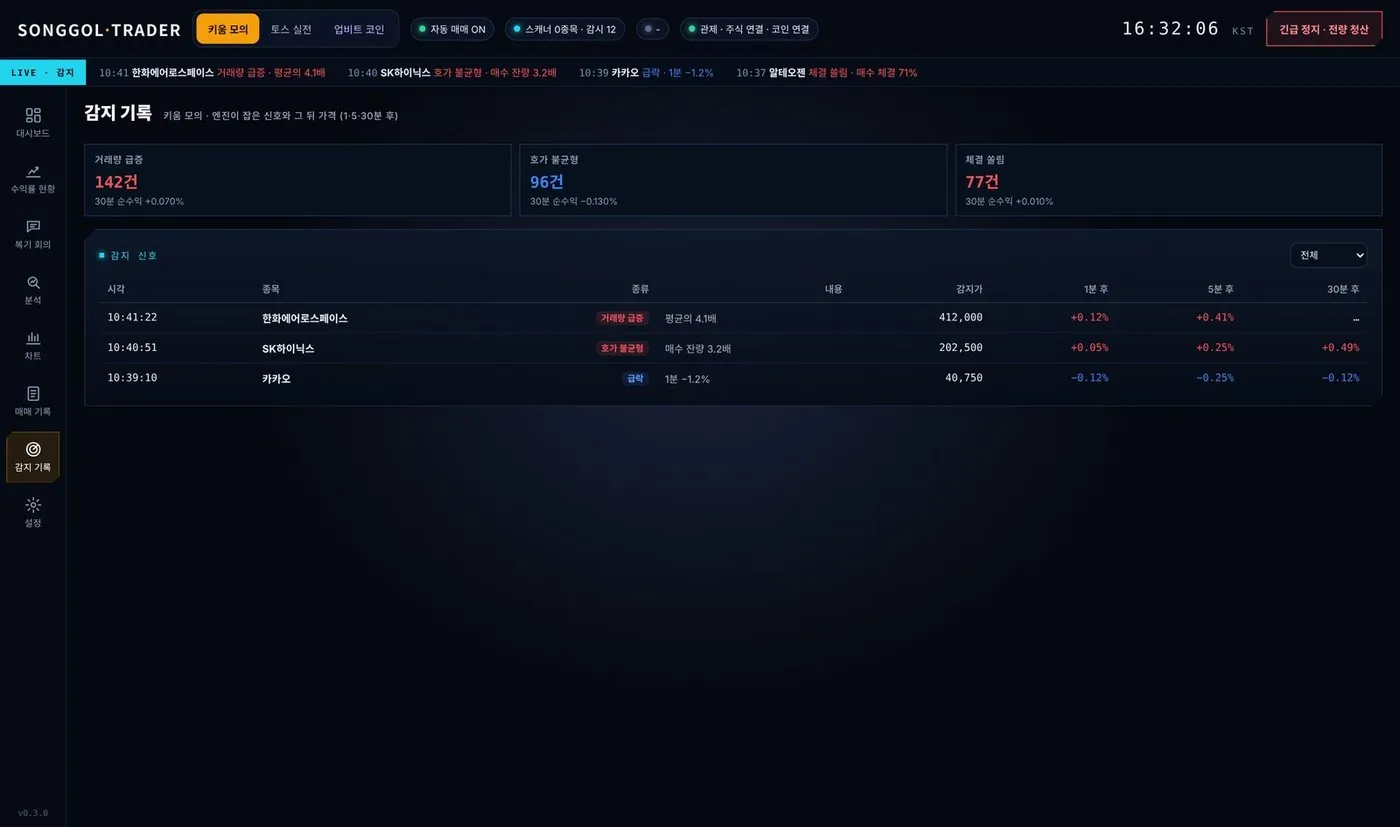 SONGGOL·TRADER 키움 모의 토스 실전 업비트 코인 자동 매매 ON 스캐너 0종목 · 감시 12 - 관제 · 주식 연결 · 코인 연결 16:32:06 KST 긴급 정지 · 전량 청산
LIVE · 감지 10:41 한화에어로스페이스 거래량 급증 · 평균의 4.1배 10:40 SK하이닉스 호가 불균형 · 매수 잔량 3.2배 10:39 카카오 급락 · 1분 −1.2% 10:37 알테오젠 체결 쏠림 · 매수 체결 71%
대시보드
수익률 현황
복기 회의
분석
차트
매매 기록
감지 기록
설정
v0.3.0
감지 기록 키움 모의 · 엔진이 잡은 신호와 그 뒤 가격 (1·5·30분 후)
거래량 급증
142건
30분 순수익 +0.070%
호가 불균형
96건
30분 순수익 −0.130%
체결 쏠림
77건
30분 순수익 +0.010%
감지 신호 전체
시각 종목 종류 내용 감지가 1분 후 5분 후 30분 후
10:41:22 한화에어로스페이스 거래량 급증 평균의 4.1배 412,000 +0.12% +0.41% …
10:40:51 SK하이닉스 호가 불균형 매수 잔량 3.2배 202,500 +0.05% +0.25% +0.49%
10:39:10 카카오 급락 1분 −1.2% 40,750 −0.12% −0.25% −0.12%